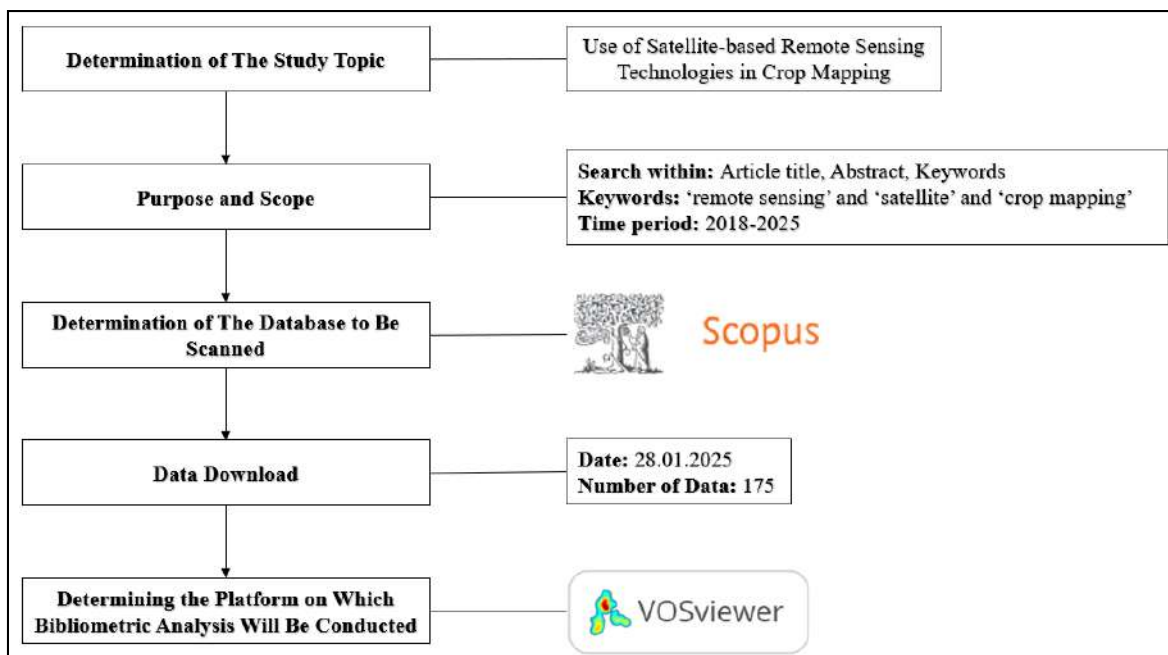 Determination of The Study Topic
Use of Satellite-based Remote Sensing
Technologies in Crop Mapping
Purpose and Scope
Search within: Article title, Abstract, Keywords
Keywords: ‘remote sensing’ and ‘satellite’ and ‘crop mapping’
Time period: 2018-2025
Determination of The Database to Be
Scanned
Scopus
Data Download
Date: 28.01.2025
Number of Data: 175
Determining the Platform on Which
Bibliometric Analysis Will Be Conducted
VOSviewer